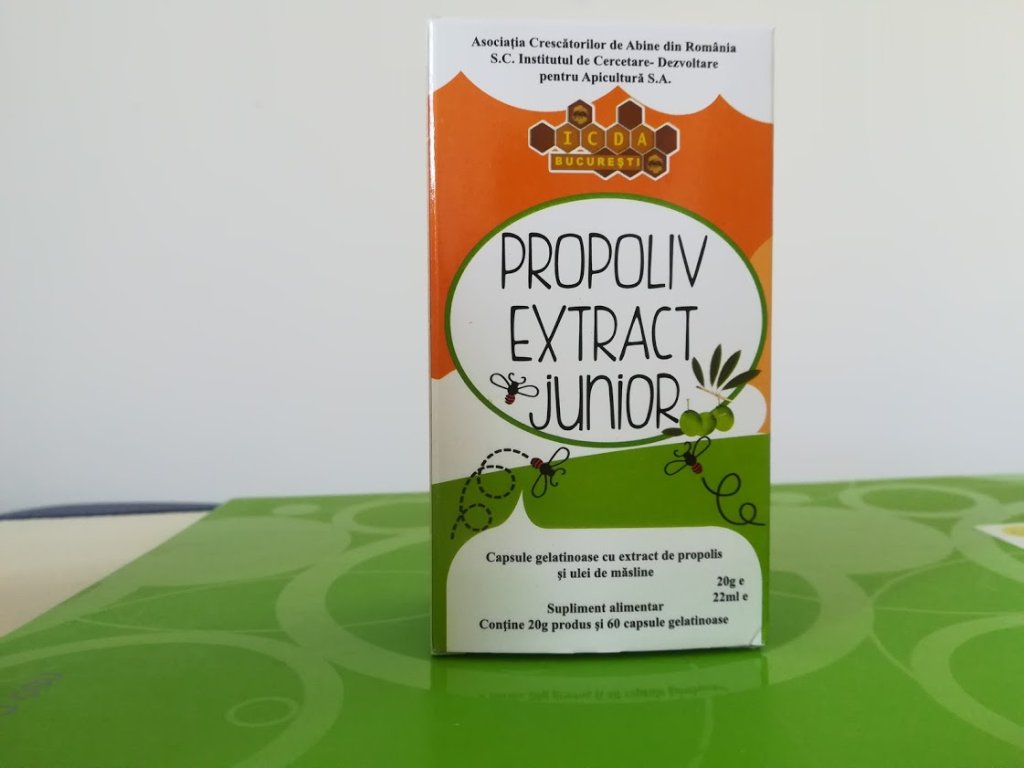 Asociația Crescătorilor de Abine din România
S.C. Institutul de Cercetare- Dezvoltare
pentru Apicultură S.A.
ICDA
BUCUREȘTI
PROPOLIV
EXTRACT
JUNIOR
Capsule gelatinoase cu extract de propolis
și ulei de măsline
20g e
22ml e
Supliment alimentar
Conține 20g produs și 60 capsule gelatinoase